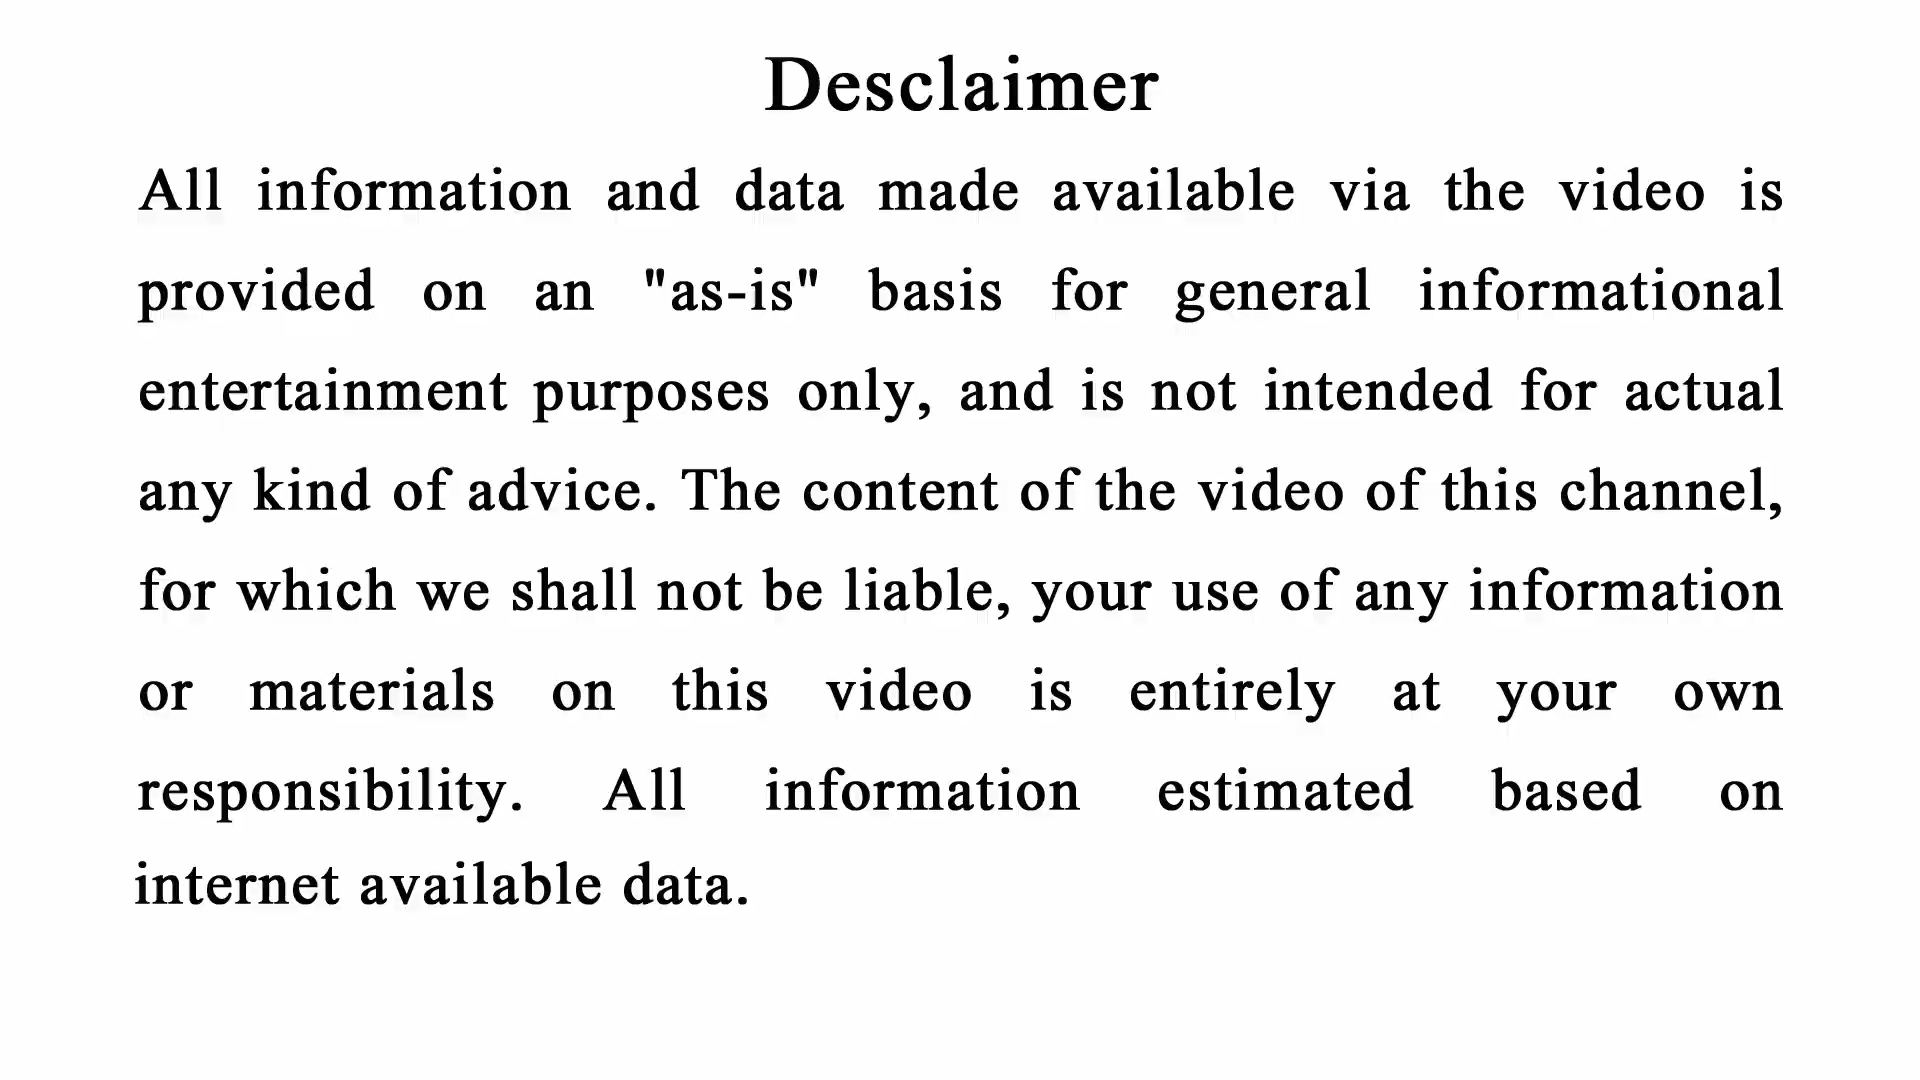 Desclaimer
All information and data made available via the video is
provided on an "as-is" basis for general informational
entertainment purposes only, and is not intended for actual
any kind of advice. The content of the video of this channel,
for which we shall not be liable, your use of any information
or materials on this video is entirely at your own
responsibility. All information estimated based on
internet available data.